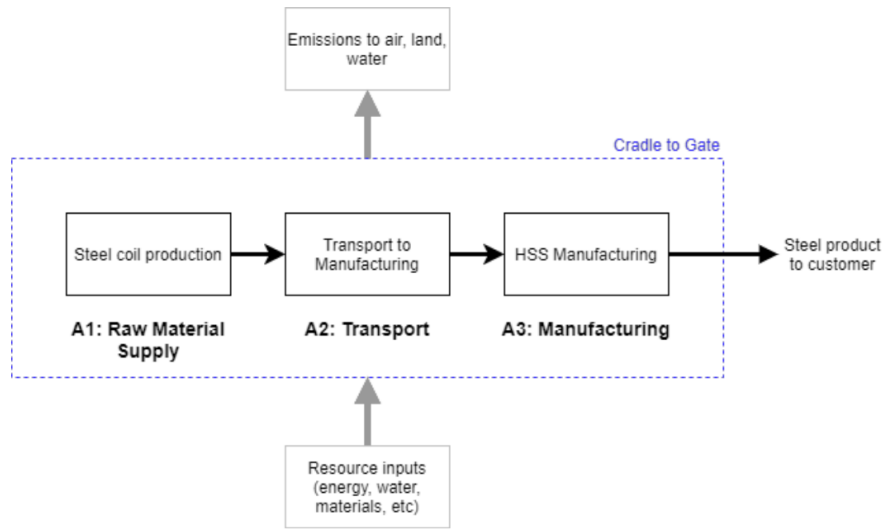 Emissions to air, land,
water
Cradle to Gate
Steel coil production
Transport to
Manufacturing
HSS Manufacturing
Steel product
to customer
A1: Raw Material
Supply
A2: Transport
A3: Manufacturing
Resource inputs
(energy, water,
materials, etc)